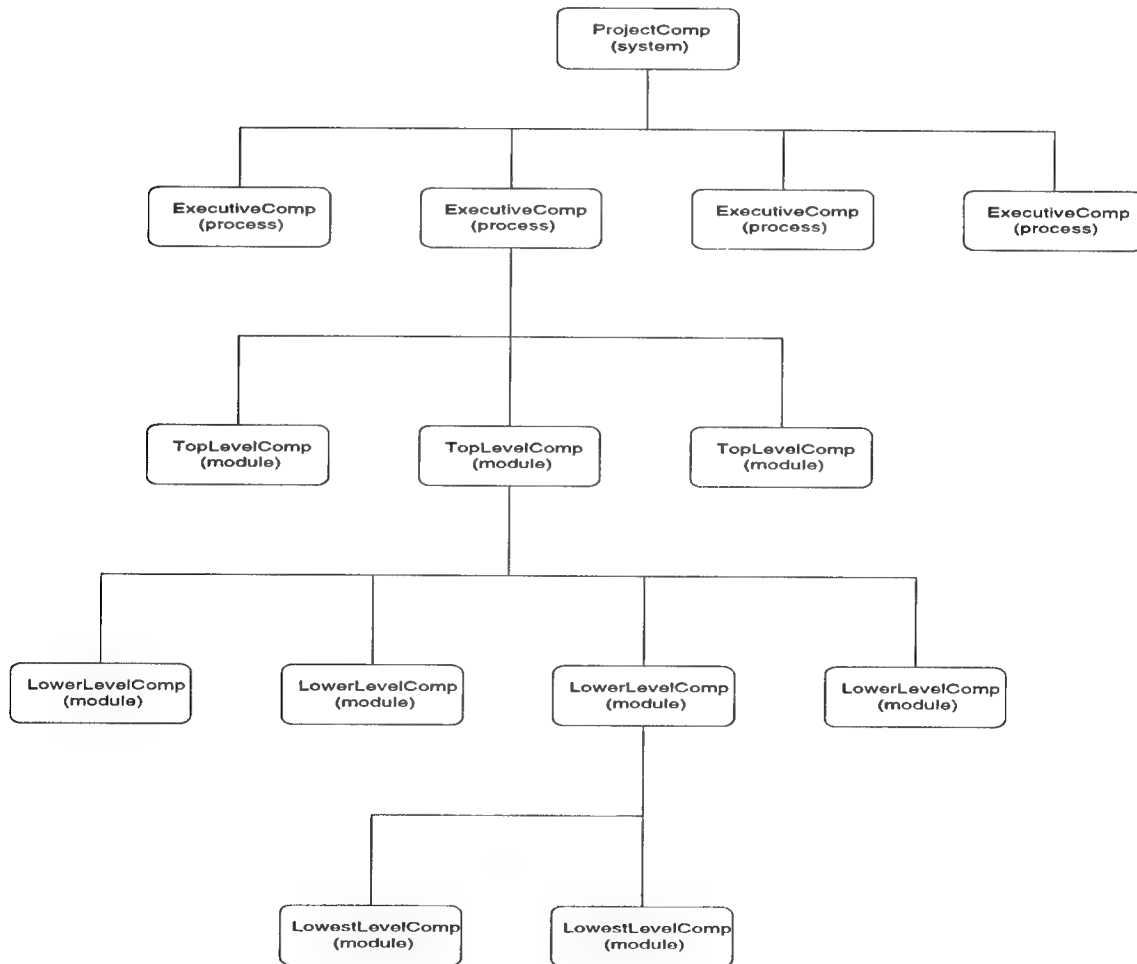 ProjectComp
(system)
ExecutiveComp
(process)
ExecutiveComp
(process)
ExecutiveComp
(process)
ExecutiveComp
(process)
TopLevelComp
(module)
TopLevelComp
(module)
TopLevelComp
(module)
LowerLevelComp
(module)
LowerLevelComp
(module)
LowerLevelComp
(module)
LowerLevelComp
(module)
LowestLevelComp
(module)
LowestLevelComp
(module)